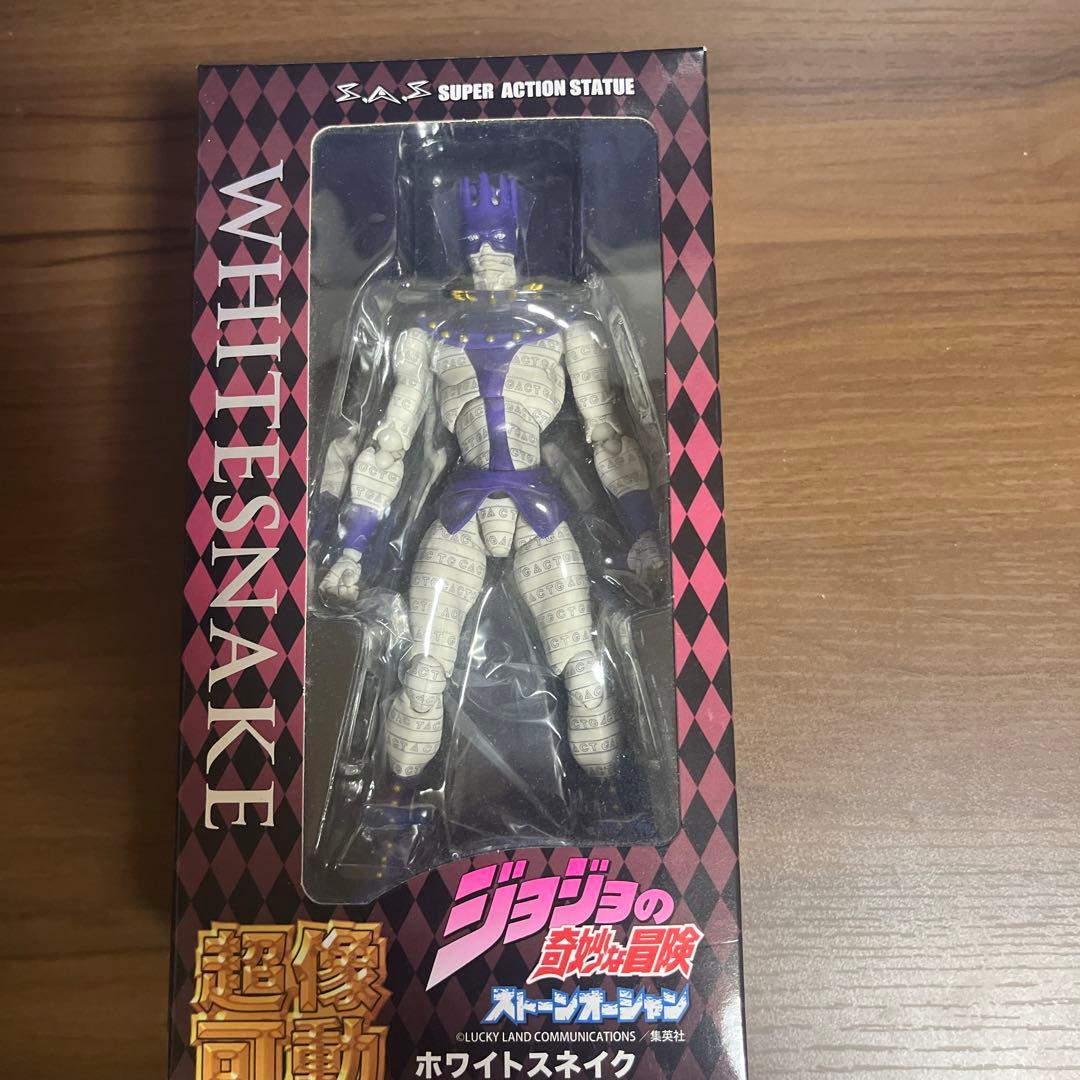 S.A.S SUPER ACTION STATUE
WHITESNAKE
ジョジョの
奇妙な冒険
ストーンオーシャン
©LUCKY LAND COMMUNICATIONS／集英社
超像
可動
ホワイトスネイク